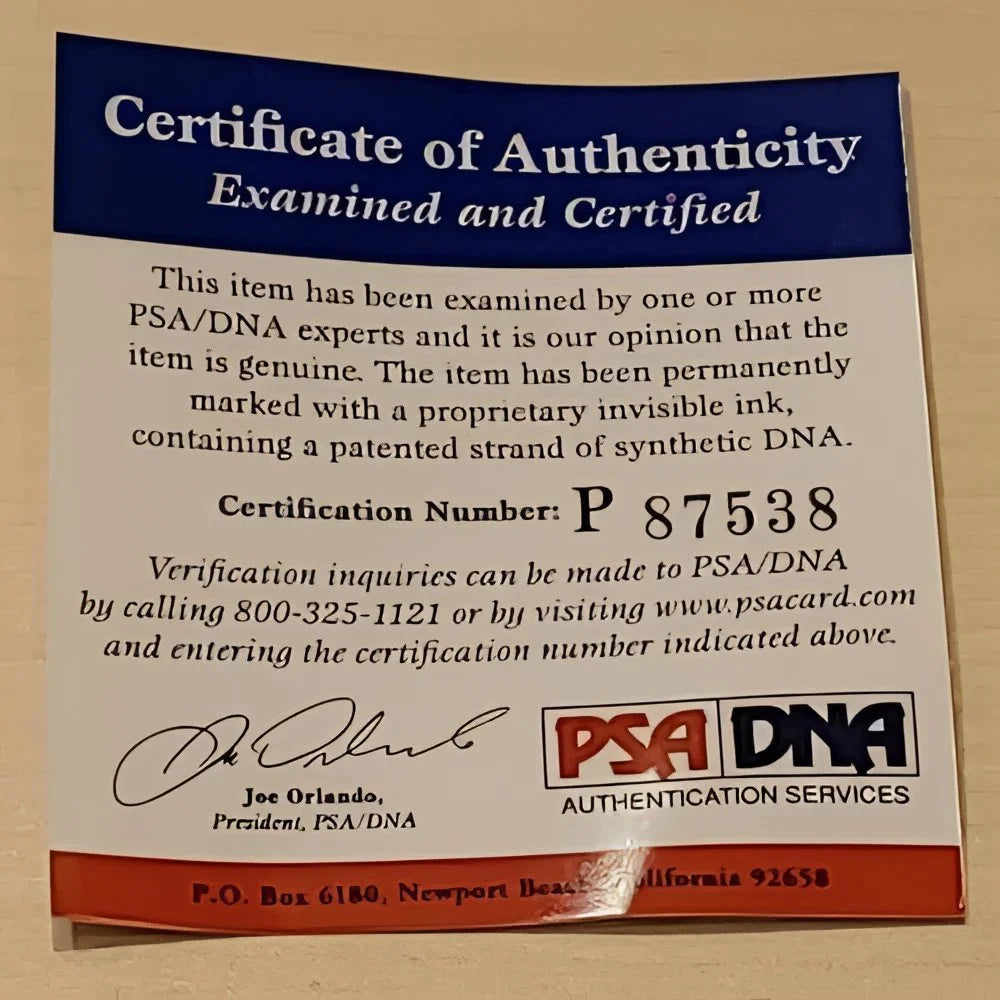 Certificate of Authenticity
Examined and Certified
This item has been examined by one or more
PSA/DNA experts and it is our opinion that the
item is genuine. The item has been permanently
marked with a proprietary invisible ink,
containing a patented strand of synthetic DNA.
Certification Number: P 87538
Verification inquiries can be made to PSA/DNA
by calling 800-325-1121 or by visiting www.psacard.com
and entering the certification number indicated above.
Joe Orlando,
President, PSA/DNA
PSA DNA
AUTHENTICATION SERVICES
P.O. Box 6180, Newport 92658